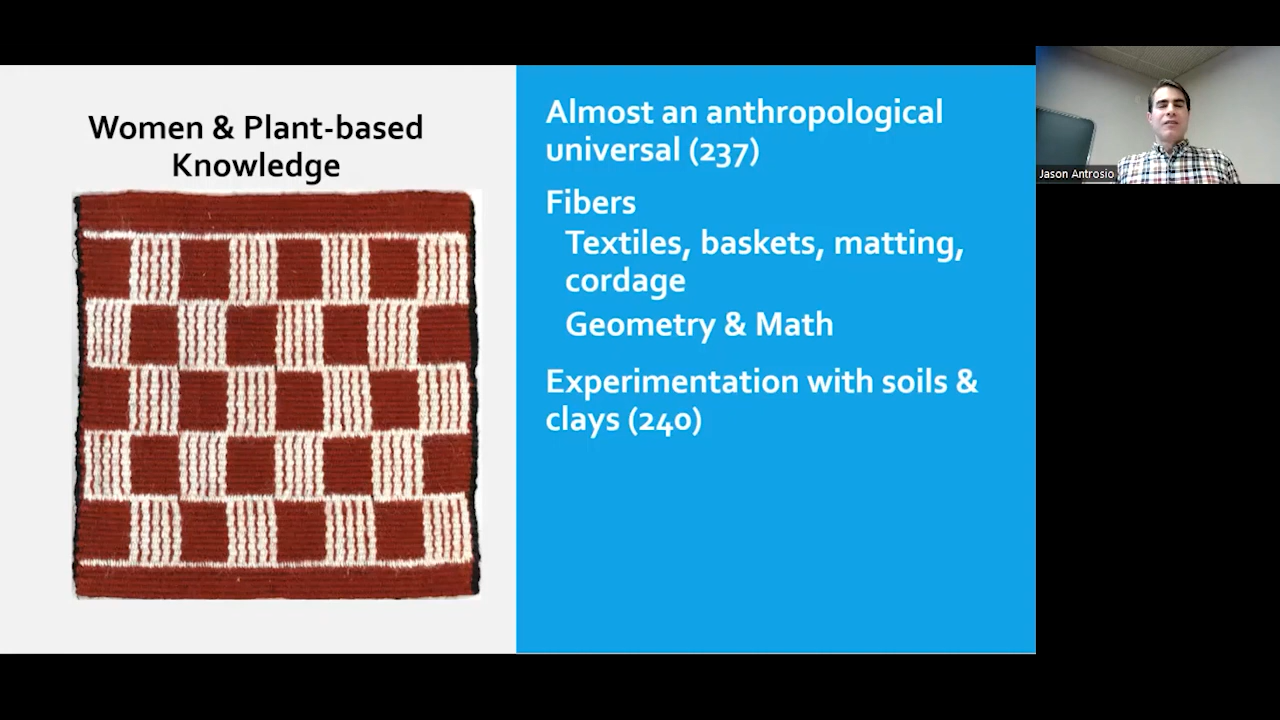 Women & Plant-based
Knowledge
Almost an anthropological
universal (237)
Fibers
Textiles, baskets, matting,
cordage
Geometry & Math
Experimentation with soils &
clays (240)
Jason Antrosio